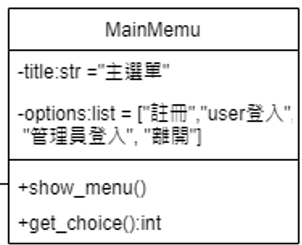 MainMemu
-title:str ="主選單"
-options:list = ["註冊","user登入",
"管理員登入", "離開"]
+show_menu()
+get_choice():int